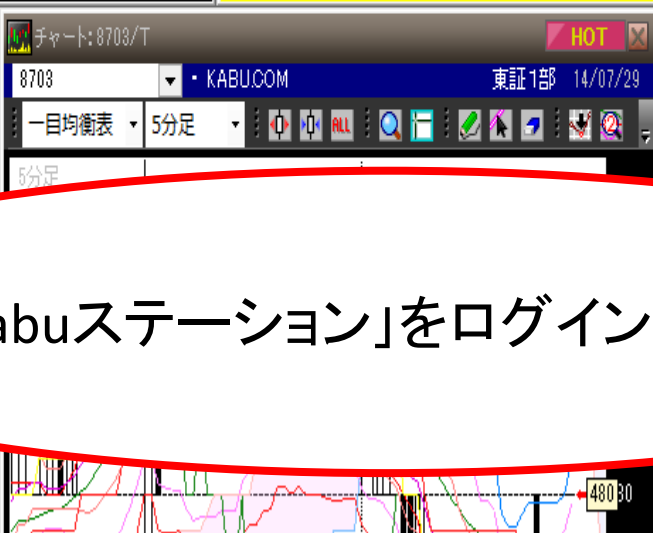 チャート:8703/T
HOT
8703 ・ KABU.COM 東証1部 14/07/29
一目均衡表 5分足 ALL
5分足
abuステーション」をログイン
480